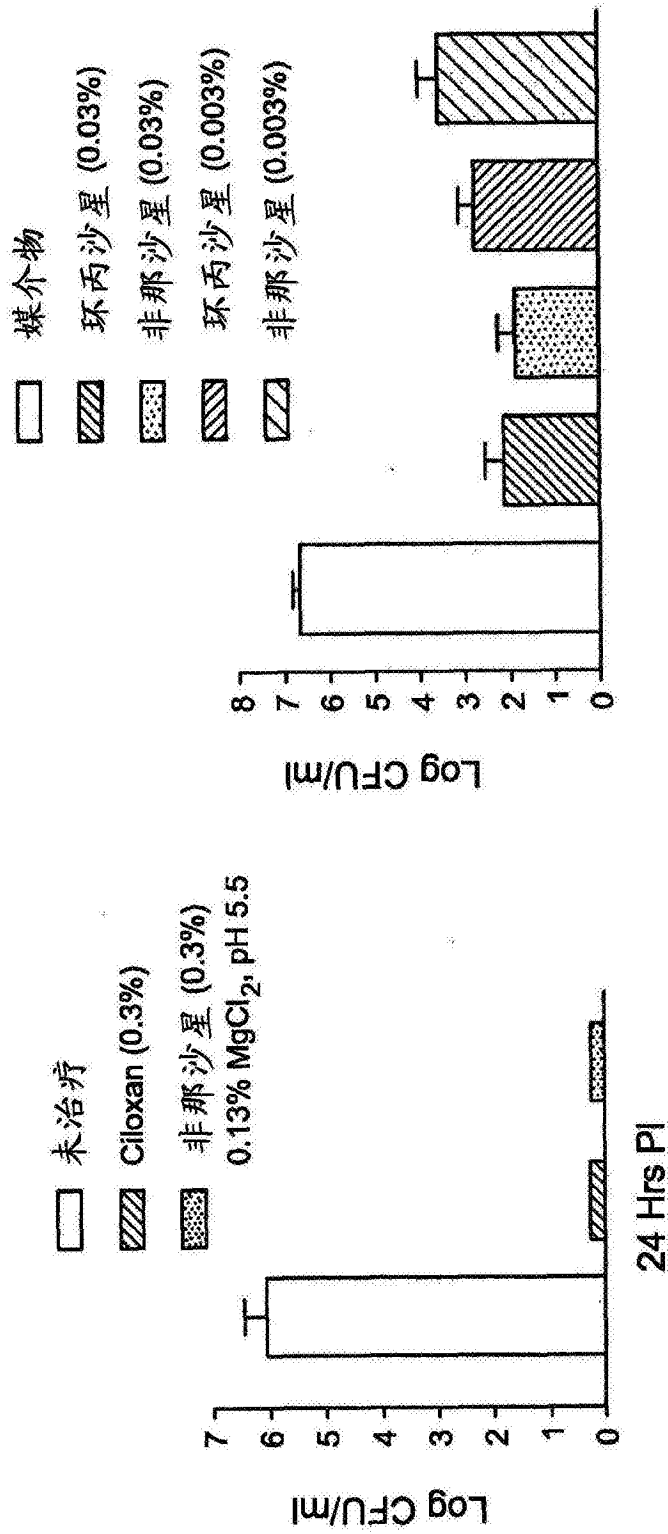 未治疗
Ciloxan (0.3%)
非那沙星 (0.3%)
0.13% MgCl₂, pH 5.5
Log CFU/ml
7
6
5
4
3
2
1
0
24 Hrs PI
媒介物
环丙沙星 (0.03%)
非那沙星 (0.03%)
环丙沙星 (0.003%)
非那沙星 (0.003%)
Log CFU/ml
8
7
6
5
4
3
2
1
0